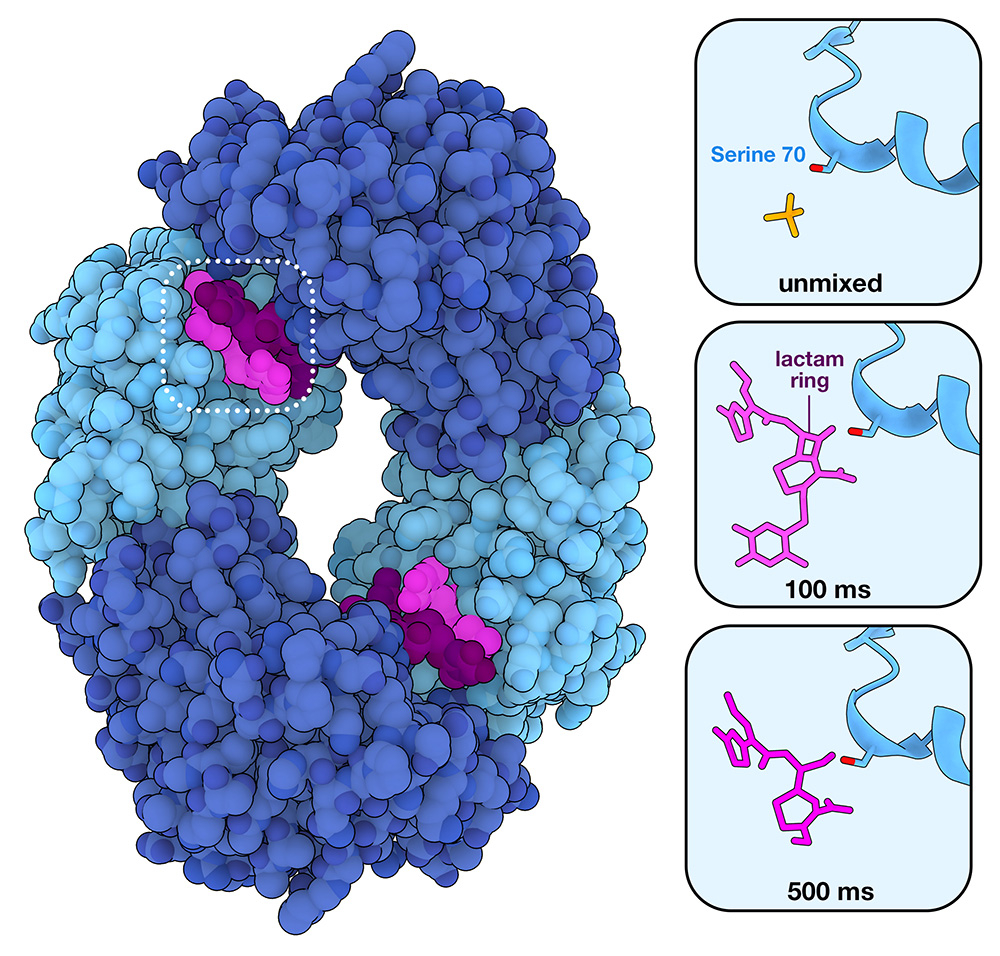 Serine 70
unmixed
lactam
ring
100 ms
500 ms